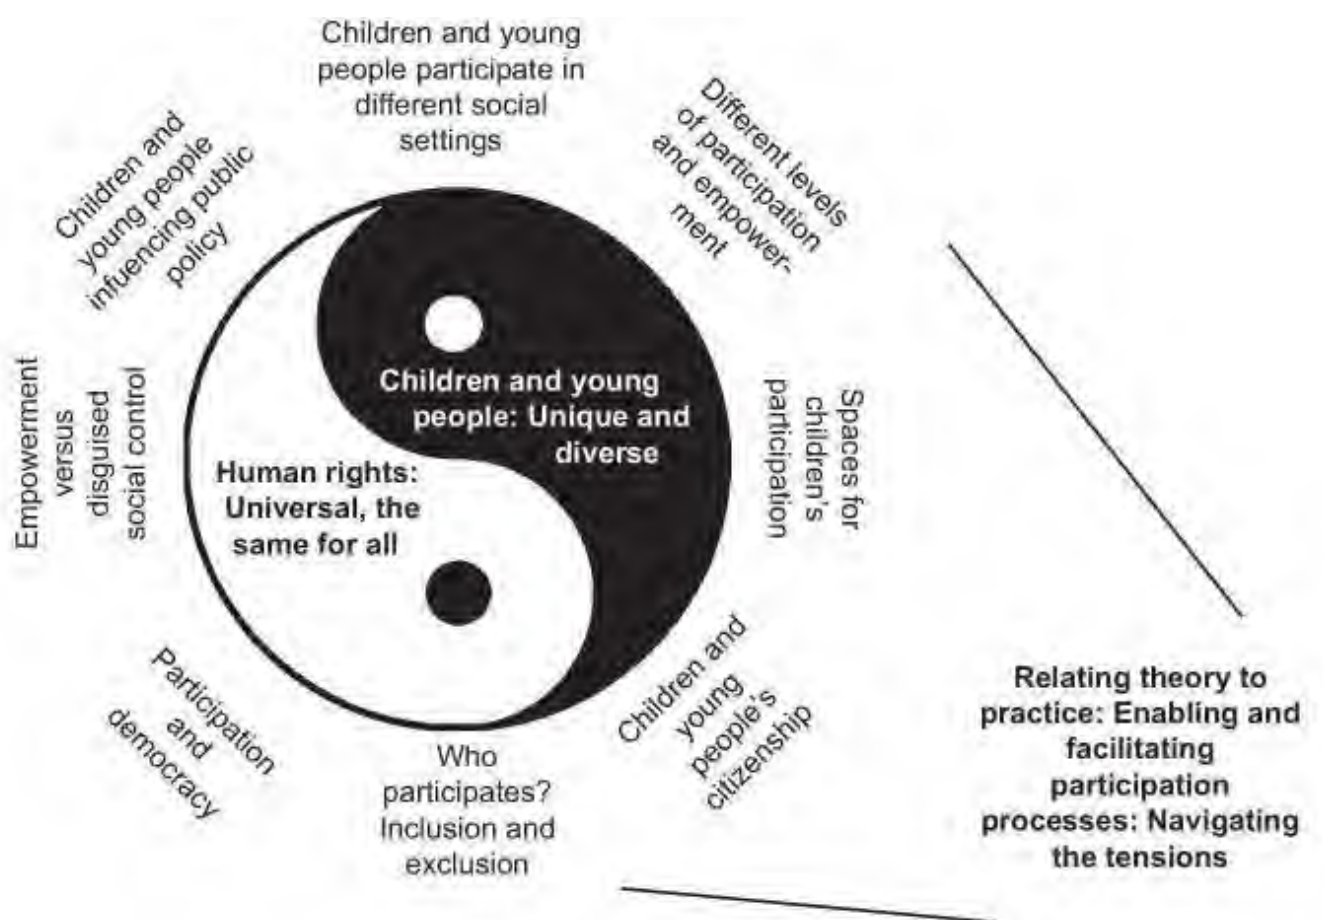 Children and young
people participate in
different social
settings
Different levels
of participation
and empower-
ment
Spaces for
children's
participation
Children and
young
people's
citizenship
Who
participates?
Inclusion and
exclusion
Participation
and
democracy
Empowerment
versus
disguised
social control
Children and
young people
infuencing public
policy
Children and young
people: Unique and
diverse
Human rights:
Universal, the
same for all
Relating theory to
practice: Enabling and
facilitating
participation
processes: Navigating
the tensions